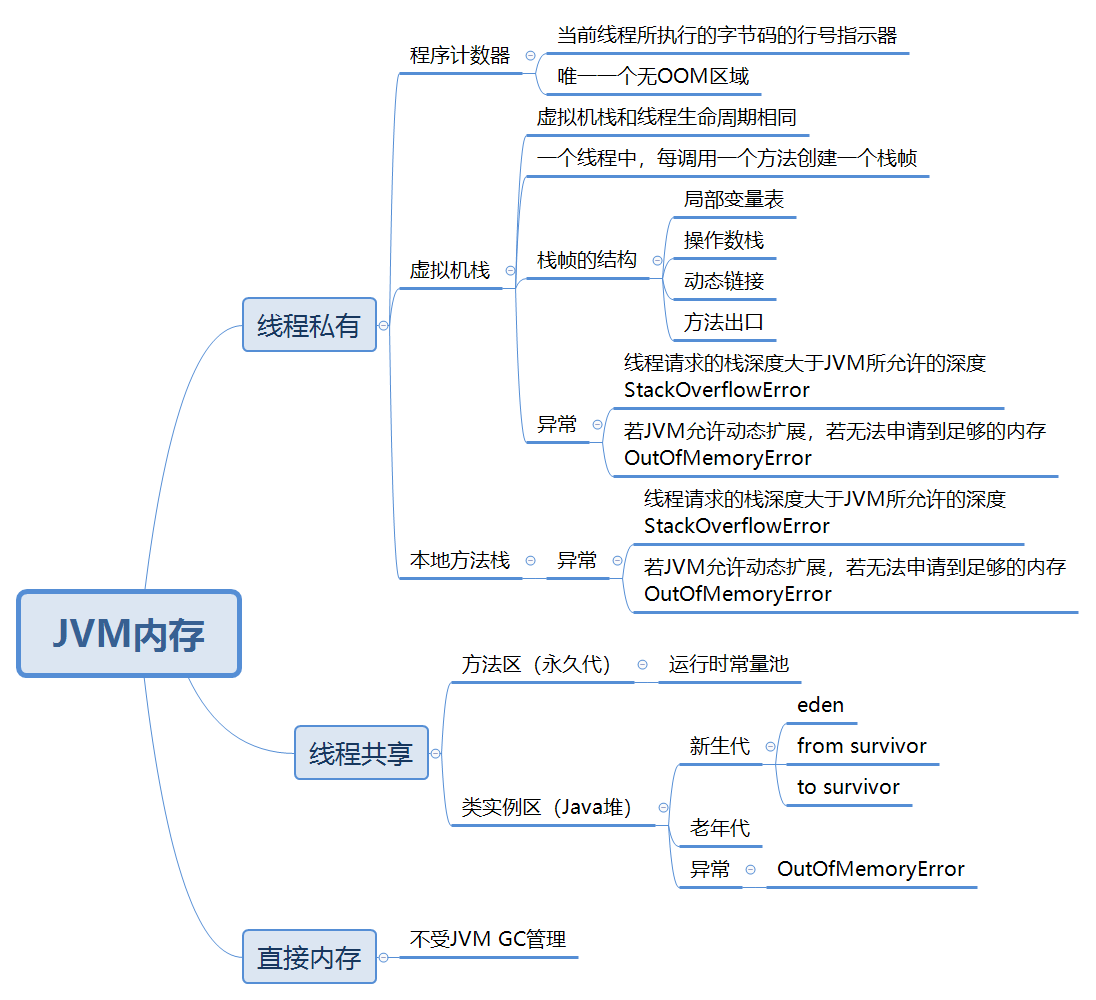 JVM内存
线程私有
程序计数器
当前线程所执行的字节码的行号指示器
唯一一个无OOM区域
虚拟机栈
虚拟机栈和线程生命周期相同
一个线程中，每调用一个方法创建一个栈帧
栈帧的结构
局部变量表
操作数栈
动态链接
方法出口
异常
线程请求的栈深度大于JVM所允许的深度
StackOverflowError
若JVM允许动态扩展，若无法申请到足够的内存
OutOfMemoryError
本地方法栈
异常
线程请求的栈深度大于JVM所允许的深度
StackOverflowError
若JVM允许动态扩展，若无法申请到足够的内存
OutOfMemoryError
线程共享
方法区（永久代）
运行时常量池
类实例区（Java堆）
新生代
eden
from survivor
to survivor
老年代
异常
OutOfMemoryError
直接内存
不受JVM GC管理